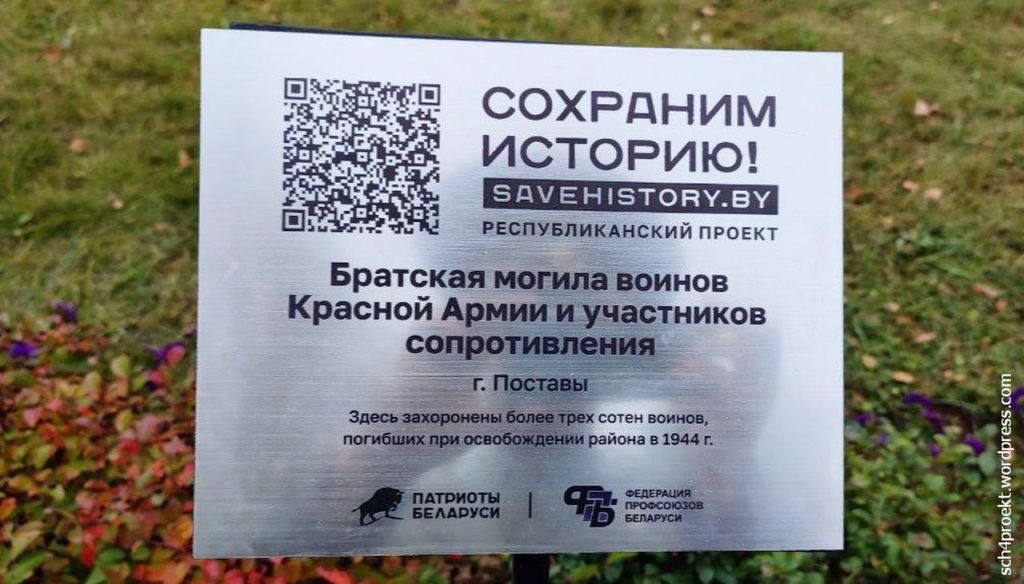 СОХРАНИМ
ИСТОРИЮ!
SAVEHISTORY.BY
РЕСПУБЛИКАНСКИЙ ПРОЕКТ
Братская могила воинов
Красной Армии и участников
сопротивления
г. Поставы
Здесь захоронены более трех сотен воинов,
погибших при освобождении района в 1944 г.
ПАТРИОТЫ
БЕЛАРУСИ
ФПБ
ФЕДЕРАЦИЯ
ПРОФСОЮЗОВ
БЕЛАРУСИ
sch4proekt.wordpress.com